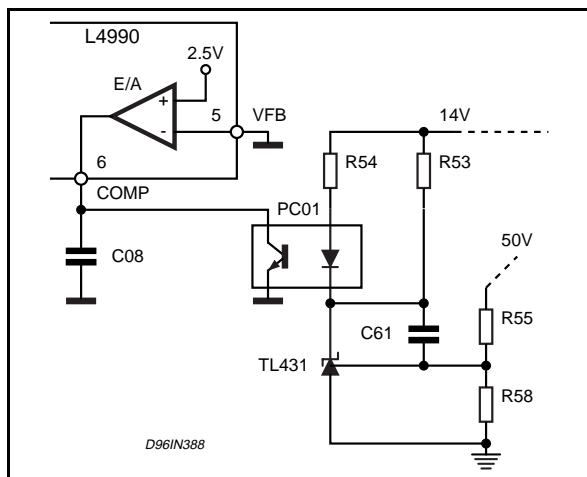 L4990
2.5V
E/A
+
5
VFB
-
14V
6
R54
R53
COMP
PC01
50V
C08
R55
C61
TL431
R58
D96IN388